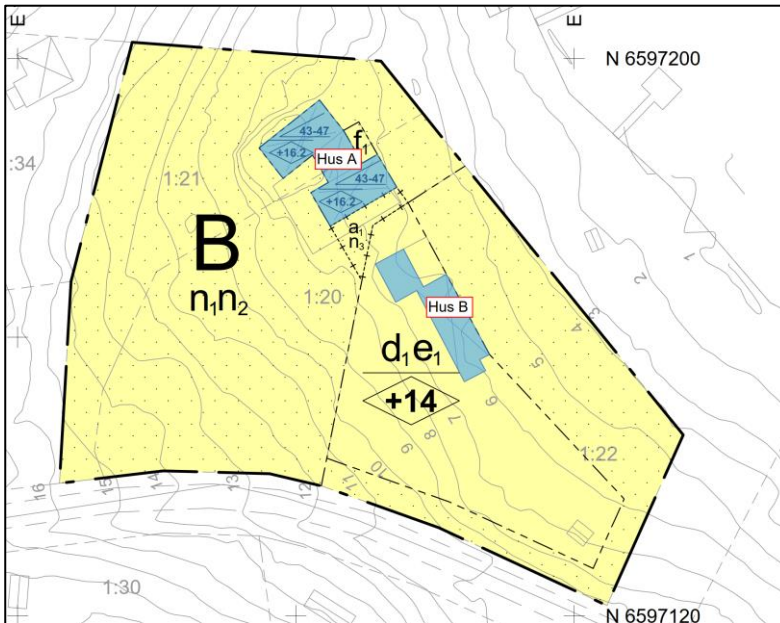 E
E
N 6597200
:34
43-47
f₁
+16.2
Hus A
43-47
1:21
+16.2
a₁
n₃
B
n₁n₂
1:20
Hus B
1
2
3
4
5
d₁e₁
+14
6
7
8
9
10
11
12
13
14
15
16
1:22
1:30
N 6597120